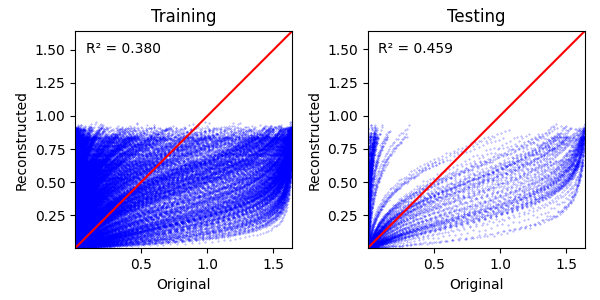 Training
R² = 0.380
Reconstructed
1.50
1.25
1.00
0.75
0.50
0.25
0.5
1.0
1.5
Original
Testing
R² = 0.459
Reconstructed
1.50
1.25
1.00
0.75
0.50
0.25
0.5
1.0
1.5
Original